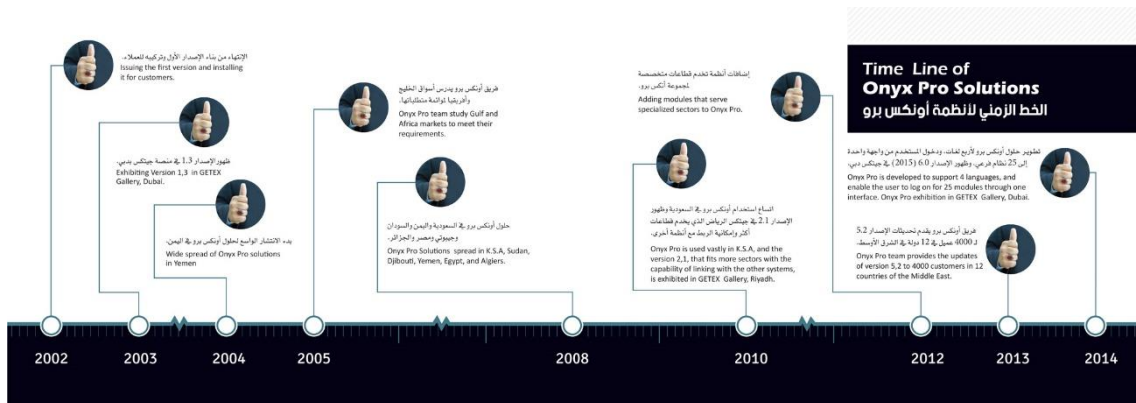 Time Line of
Onyx Pro Solutions
الخط الزمني لأنظمة أونكس برو
الإنتهاء من بناء الإصدار الأول وتركيبه للعملاء.
Issuing the first version and installing
it for customers.
ظهور الإصدار 1.3 في منصة جيتكس بدبي.
Exhibiting Version 1,3 in GETEX
Gallery, Dubai.
بدء الانتشار الواسع لحلول أونكس برو في اليمن.
Wide spread of Onyx Pro solutions
in Yemen
فريق أونكس برو يدرس أسواق الخليج
وأفريقيا لموائمة متطلباتها.
Onyx Pro team study Gulf and
Africa markets to meet their
requirements.
حلول أونكس برو في السعودية واليمن والسودان
وجيبوتي ومصر والجزائر.
Onyx Pro Solutions spread in K.S.A, Sudan,
Djibouti, Yemen, Egypt, and Algiers.
إضافات أنظمة تخدم قطاعات متخصصة
لمجموعة أنكس برو.
Adding modules that serve
specialized sectors to Onyx Pro.
اتساع استخدام أونكس برو في السعودية وظهور
الإصدار 2.1 في جيتكس الرياض الذي يخدم قطاعات
أكثر وإمكانية الربط مع أنظمة أخرى.
Onyx Pro is used vastly in K.S.A, and the
version 2,1, that fits more sectors with the
capability of linking with the other systems,
is exhibited in GETEX Gallery, Riyadh.
تطوير حلول أونكس برو لأربع لغات، ودخول المستخدم من واجهة واحدة
إلى 25 نظام فرعي. وظهور الإصدار 6.0 (2015) في جيتكس دبي.
Onyx Pro is developed to support 4 languages, and
enable the user to log on for 25 modules through one
interface. Onyx Pro exhibition in GETEX Gallery, Dubai.
فريق أونكس برو يقدم تحديثات الإصدار 5.2
لـ 4000 عميل في 12 دولة في الشرق الأوسط.
Onyx Pro team provides the updates
of version 5,2 to 4000 customers in 12
countries of the Middle East.
2002 2003 2004 2005 2008 2010 2012 2013 2014